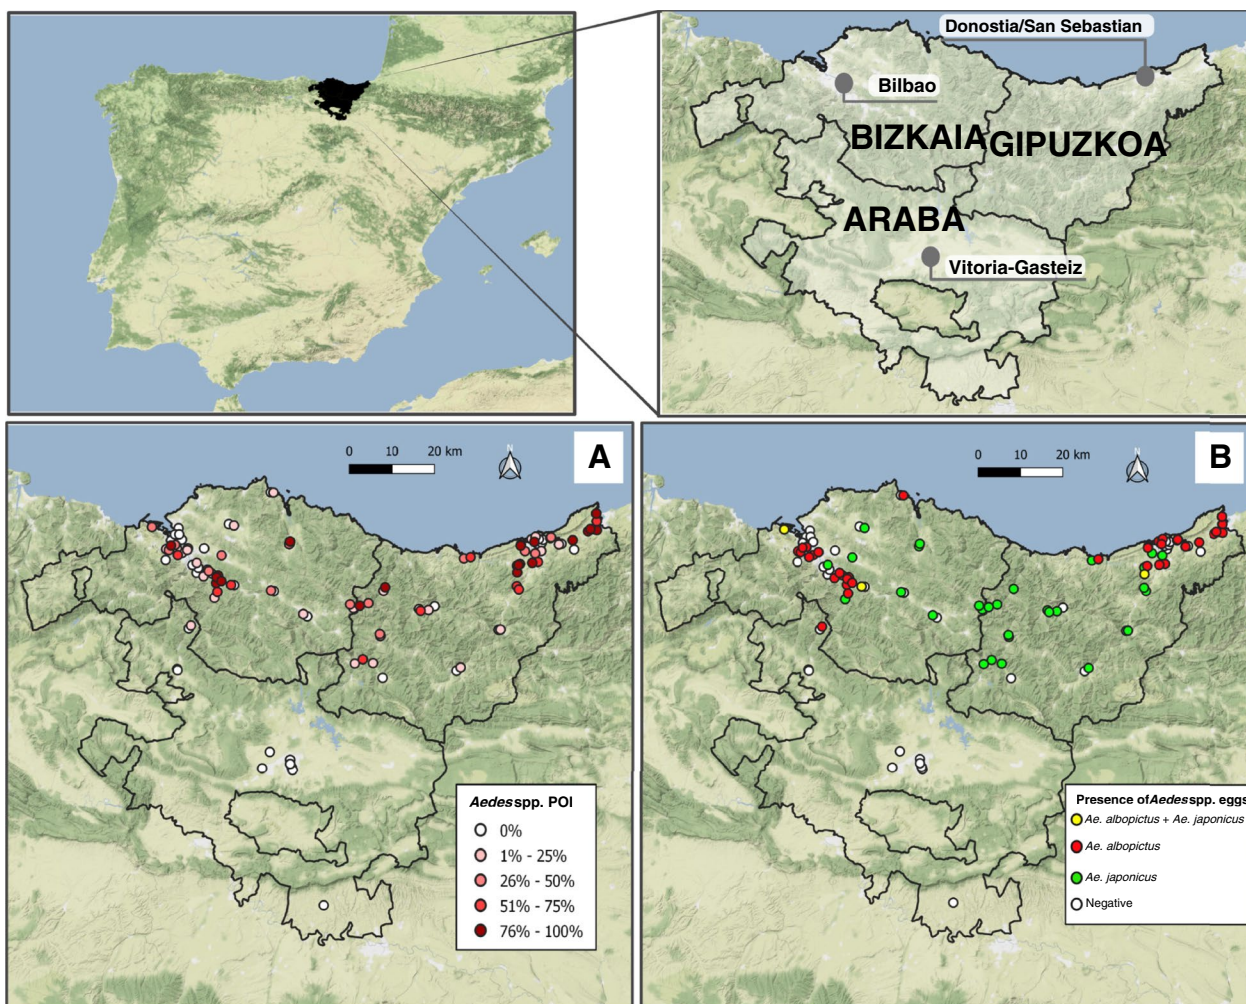 Donostia/San Sebastian
Bilbao
BIZKAIA
GIPUZKOA
ARABA
Vitoria-Gasteiz
0 10 20 km
N
A
Aedes spp. POI
0%
1% - 25%
26% - 50%
51% - 75%
76% - 100%
0 10 20 km
N
B
Presence of Aedes spp. eggs
Ae. albopictus + Ae. japonicus
Ae. albopictus
Ae. japonicus
Negative